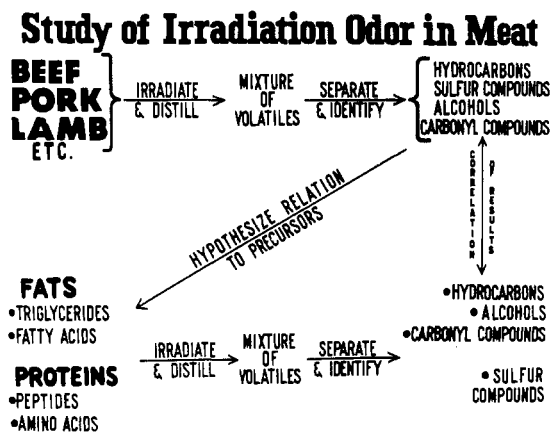 Study of Irradiation Odor in Meat
BEEF
PORK
LAMB
ETC.
IRRADIATE
& DISTILL
MIXTURE
OF
VOLATILES
SEPARATE
& IDENTIFY
HYDROCARBONS
SULFUR COMPOUNDS
ALCOHOLS
CARBONYL COMPOUNDS
CORRELATION
OF RESULTS
HYPOTHESIZE RELATION
TO PRECURSORS
FATS
•TRIGLYCERIDES
•FATTY ACIDS
PROTEINS
•PEPTIDES
•AMINO ACIDS
IRRADIATE
& DISTILL
MIXTURE
OF
VOLATILES
SEPARATE
& IDENTIFY
•HYDROCARBONS
•ALCOHOLS
•CARBONYL COMPOUNDS
•SULFUR
COMPOUNDS